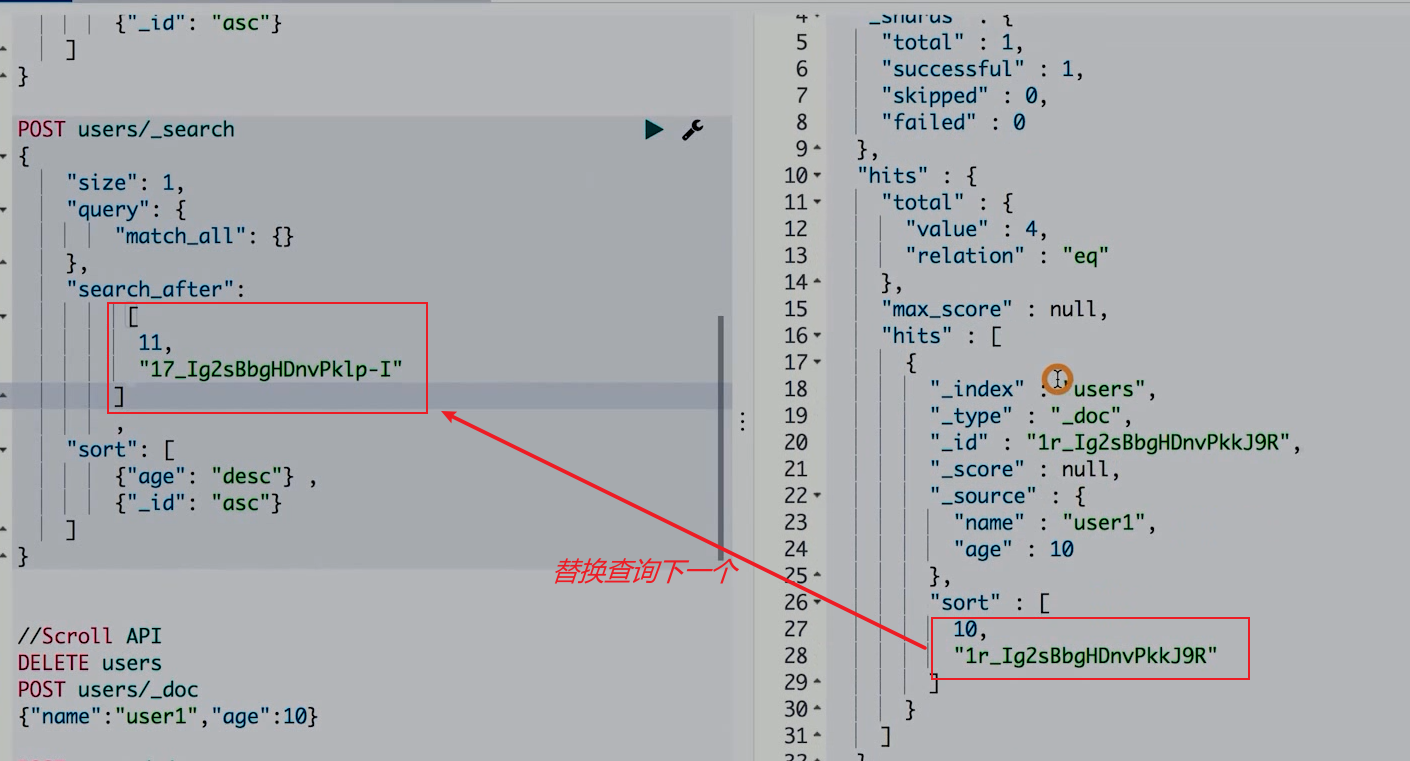 {"_id": "asc"}
]
}
POST users/_search
{
"size": 1,
"query": {
"match_all": {}
},
"search_after":
[
11,
"17_Ig2sBbgHDnvPklp-I"
]
,
"sort": [
{"age": "desc"} ,
{"_id": "asc"}
]
}
替换查询下一个
//Scroll API
DELETE users
POST users/_doc
{"name":"user1","age":10}
4 "_shards" : {
5 "total" : 1,
6 "successful" : 1,
7 "skipped" : 0,
8 "failed" : 0
9 },
10 "hits" : {
11 "total" : {
12 "value" : 4,
13 "relation" : "eq"
14 },
15 "max_score" : null,
16 "hits" : [
17 {
18 "_index" : "users",
19 "_type" : "_doc",
20 "_id" : "1r_Ig2sBbgHDnvPkkJ9R",
21 "_score" : null,
22 "_source" : {
23 "name" : "user1",
24 "age" : 10
25 },
26 "sort" : [
27 10,
28 "1r_Ig2sBbgHDnvPkkJ9R"
29 ]
30 }
31 ]